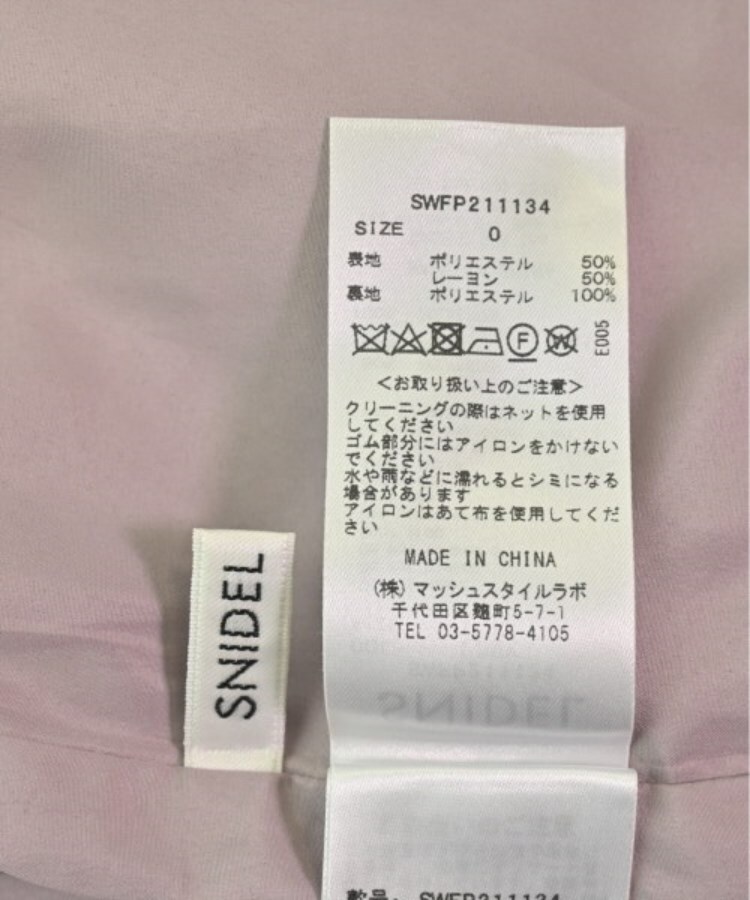 SWFP211134
SIZE 0
表地 ポリエステル 50%
レーヨン 50%
裏地 ポリエステル 100%
F W E005
＜お取り扱い上のご注意＞
クリーニングの際はネットを使用
してください
ゴム部分にはアイロンをかけない
でください
水や雨などに濡れるとシミになる
場合があります
アイロンはあて布を使用してくだ
さい
MADE IN CHINA
(株) マッシュスタイルラボ
千代田区麹町5-7-1
TEL 03-5778-4105
SNIDEL
SNIDEL
款号: SWFP211134